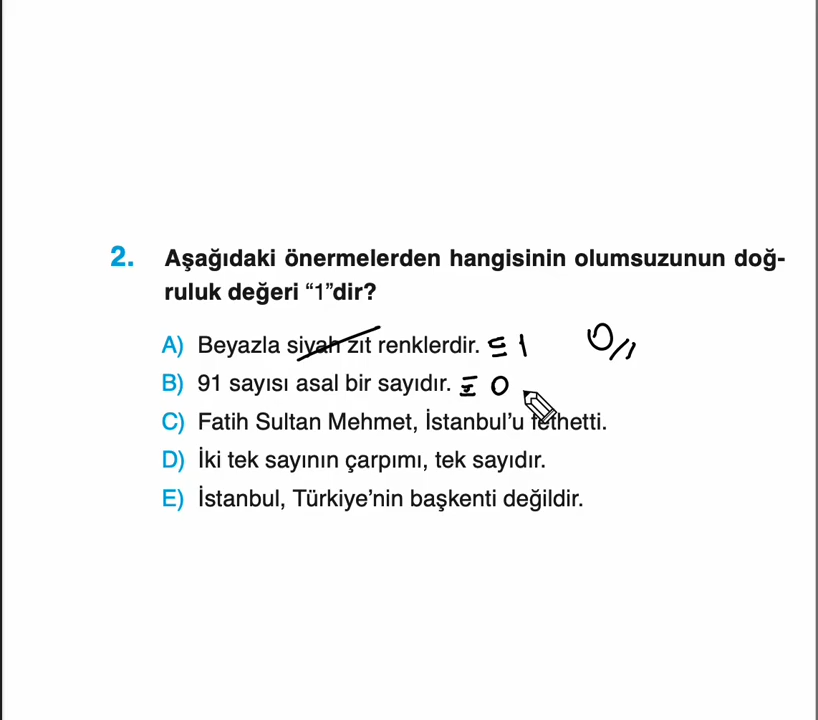 2. Aşağıdaki önermelerden hangisinin olumsuzunun doğ-
ruluk değeri “1”dir?
A) Beyazla siyah zıt renklerdir. ≡ 1 0//
B) 91 sayısı asal bir sayıdır. ≡ 0
C) Fatih Sultan Mehmet, İstanbul’u fethetti.
D) İki tek sayının çarpımı, tek sayıdır.
E) İstanbul, Türkiye’nin başkenti değildir.